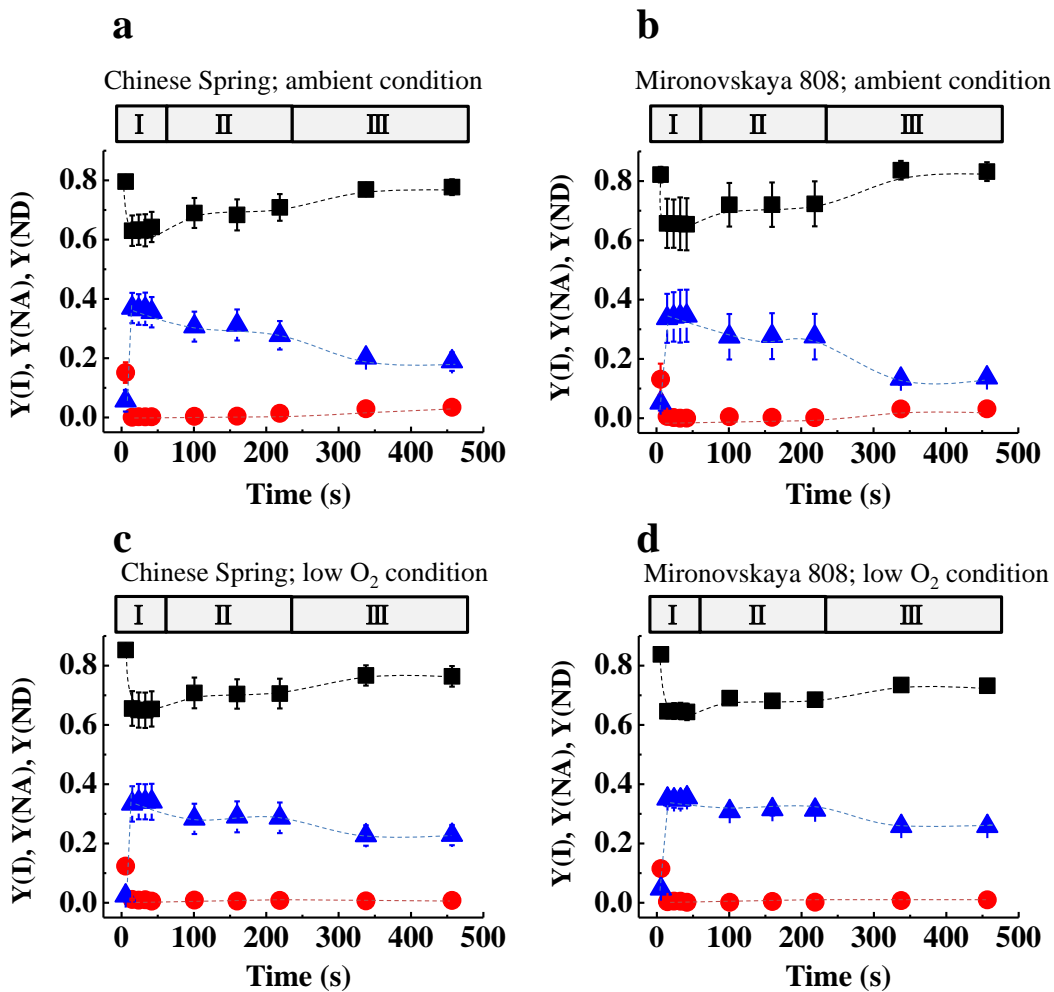 a
Chinese Spring; ambient condition
Ⅰ Ⅱ Ⅲ
Y(I), Y(NA), Y(ND)
0.8
0.6
0.4
0.2
0.0
0 100 200 300 400 500
Time (s)
b
Mironovskaya 808; ambient condition
Ⅰ Ⅱ Ⅲ
Y(I), Y(NA), Y(ND)
0.8
0.6
0.4
0.2
0.0
0 100 200 300 400 500
Time (s)
c
Chinese Spring; low O₂ condition
Ⅰ Ⅱ Ⅲ
Y(I), Y(NA), Y(ND)
0.8
0.6
0.4
0.2
0.0
0 100 200 300 400 500
Time (s)
d
Mironovskaya 808; low O₂ condition
Ⅰ Ⅱ Ⅲ
Y(I), Y(NA), Y(ND)
0.8
0.6
0.4
0.2
0.0
0 100 200 300 400 500
Time (s)